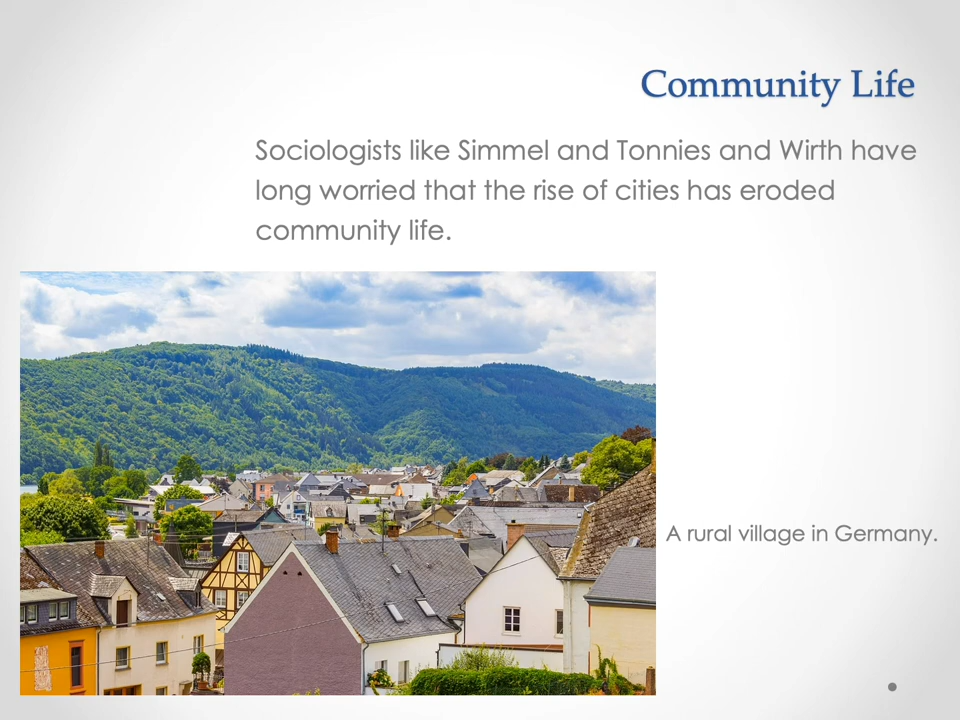 Community Life
Sociologists like Simmel and Tonnies and Wirth have
long worried that the rise of cities has eroded
community life.
A rural village in Germany.